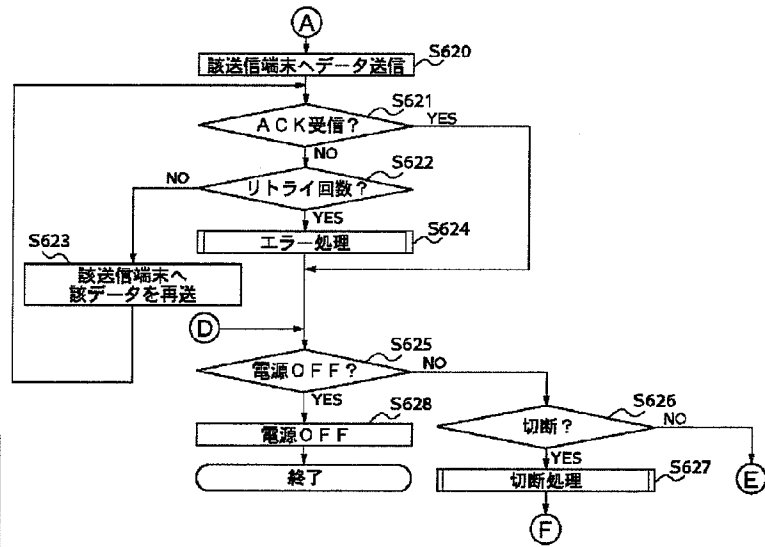 A
該送信端末へデータ送信
S620
ACK受信?
S621
YES
NO
リトライ回数?
S622
NO
YES
エラー処理
S624
S623
該送信端末へ
該データを再送
D
電源OFF?
S625
NO
YES
電源OFF
S628
終了
切断?
S626
NO
YES
切断処理
S627
E
F